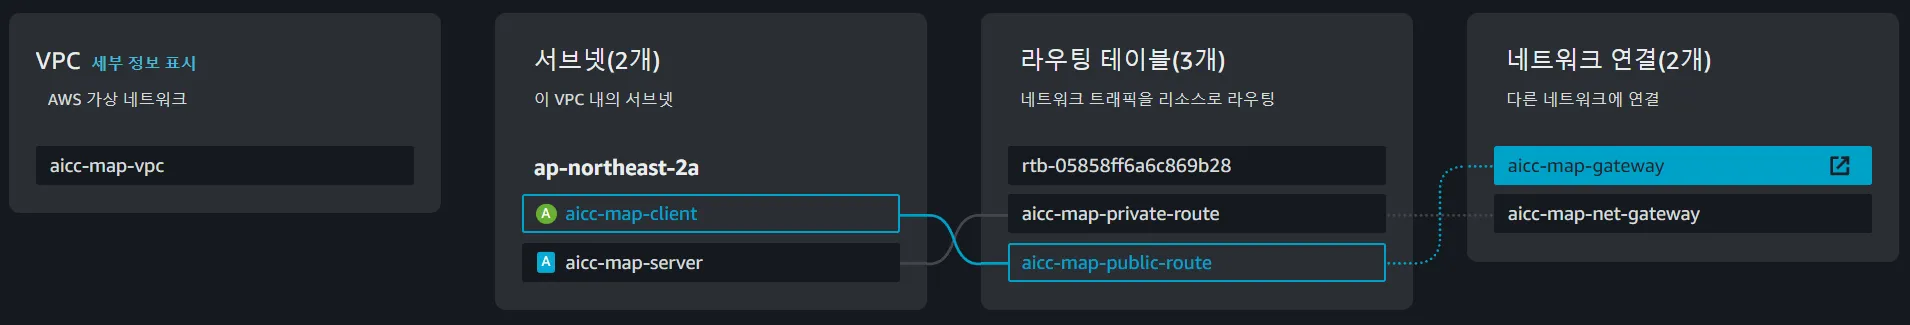 VPC 세부 정보 표시
AWS 가상 네트워크
aicc-map-vpc
서브넷(2개)
이 VPC 내의 서브넷
ap-northeast-2a
A aicc-map-client
A aicc-map-server
라우팅 테이블(3개)
네트워크 트래픽을 리소스로 라우팅
rtb-05858ff6a6c869b28
aicc-map-private-route
aicc-map-public-route
네트워크 연결(2개)
다른 네트워크에 연결
aicc-map-gateway
aicc-map-net-gateway